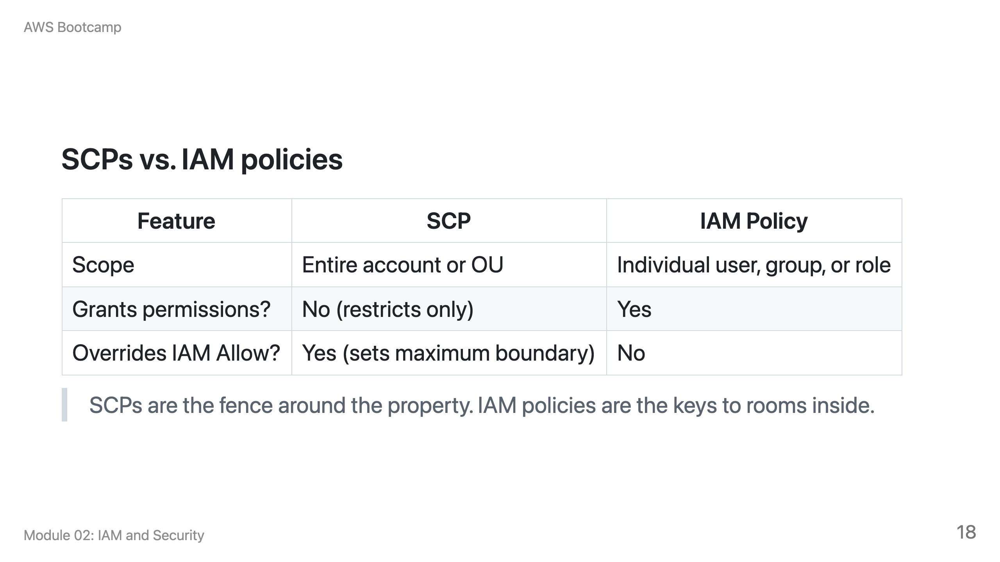 AWS Bootcamp
SCPs vs. IAM policies
Feature SCP IAM Policy
Scope Entire account or OU Individual user, group, or role
Grants permissions? No (restricts only) Yes
Overrides IAM Allow? Yes (sets maximum boundary) No
SCPs are the fence around the property. IAM policies are the keys to rooms inside.
Module 02: IAM and Security
18